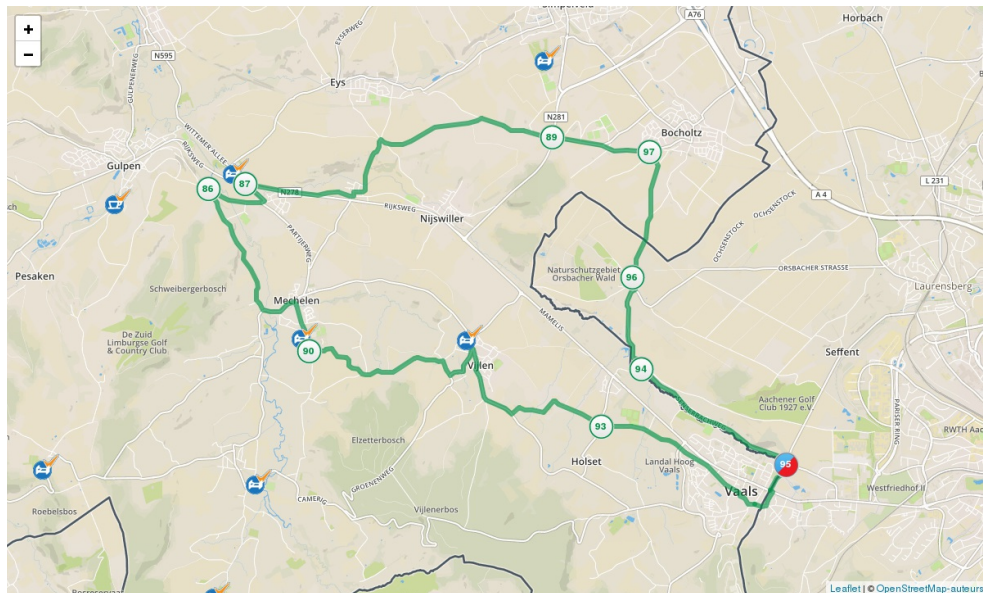 +
−
Simpelveld
A76
Horbach
N595
EYSERWEG
GULPENERWEG
Eys
N281
89
Bocholtz
97
WITTEMER ALLEE
RIJKSWEG
Gulpen
86
87
N278
L 231
A 4
RIJKSWEG
Nijswiller
PARTIJERWEG
OCHSENSTOCK
OCHSENSTOCK
Pesaken
Naturschutzgebiet
Orsbacher Wald
96
ORSBACHER STRASSE
Schweibergerbosch
Laurensberg
Mechelen
MAMELIS
De Zuid
Limburgse Golf
& Country Club
90
Vijlen
Seffent
94
Aachener Golf
Club 1927 e.V.
PARISER RING
93
RWTH Aac
Elzetterbosch
Holset
Landal Hoog
Vaals
95
GROENENWEG
Vaals
Westfriedhof II
CAMERIG
Roebelsbos
Vijlenerbos
Leaflet | © OpenStreetMap-auteurs